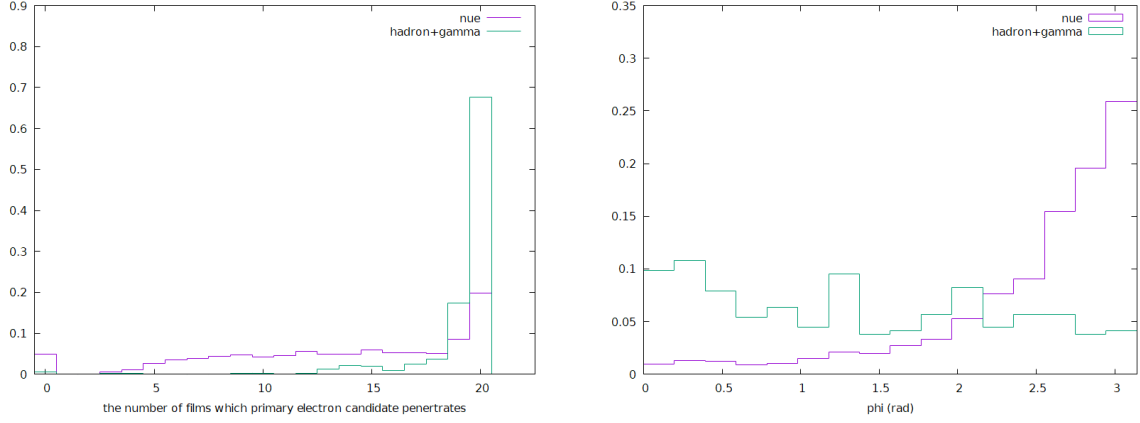 0.9
0.8
0.7
0.6
0.5
0.4
0.3
0.2
0.1
0
nue
hadron+gamma
0 5 10 15 20
the number of films which primary electron candidate penertrates
0.35
0.3
0.25
0.2
0.15
0.1
0.05
0
nue
hadron+gamma
0 0.5 1 1.5 2 2.5 3
phi (rad)